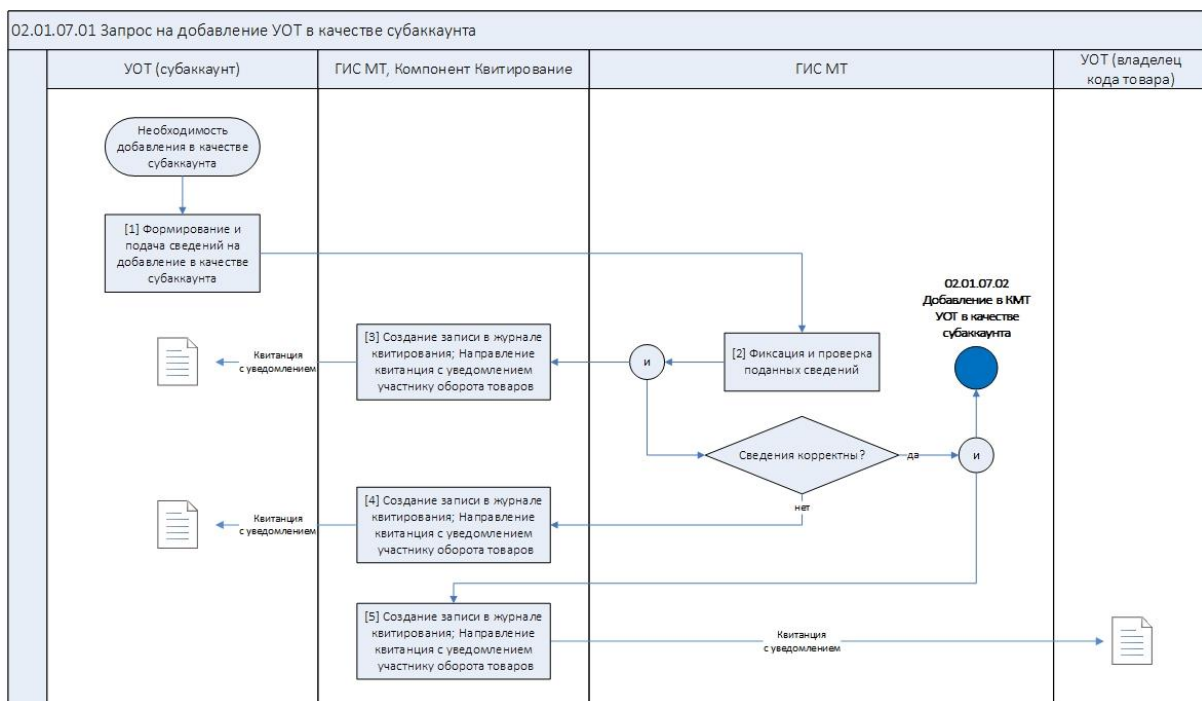 02.01.07.01 Запрос на добавление УОТ в качестве субаккаунта
УОТ (субаккаунт)
ГИС МТ, Компонент Квитирование
ГИС МТ
УОТ (владелец
кода товара)
Необходимость
добавления в качестве
субаккаунта
[1] Формирование и
подача сведений на
добавление в качестве
субаккаунта
02.01.07.02
Добавление в КМТ
УОТ в качестве
субаккаунта
Квитанция
с уведомлением
[3] Создание записи в журнале
квитирования; Направление
квитанция с уведомлением
участнику оборота товаров
и
[2] Фиксация и проверка
поданных сведений
Сведения корректны?
да
и
нет
Квитанция
с уведомлением
[4] Создание записи в журнале
квитирования; Направление
квитанция с уведомлением
участнику оборота товаров
[5] Создание записи в журнале
квитирования; Направление
квитанция с уведомлением
участнику оборота товаров
Квитанция
с уведомлением